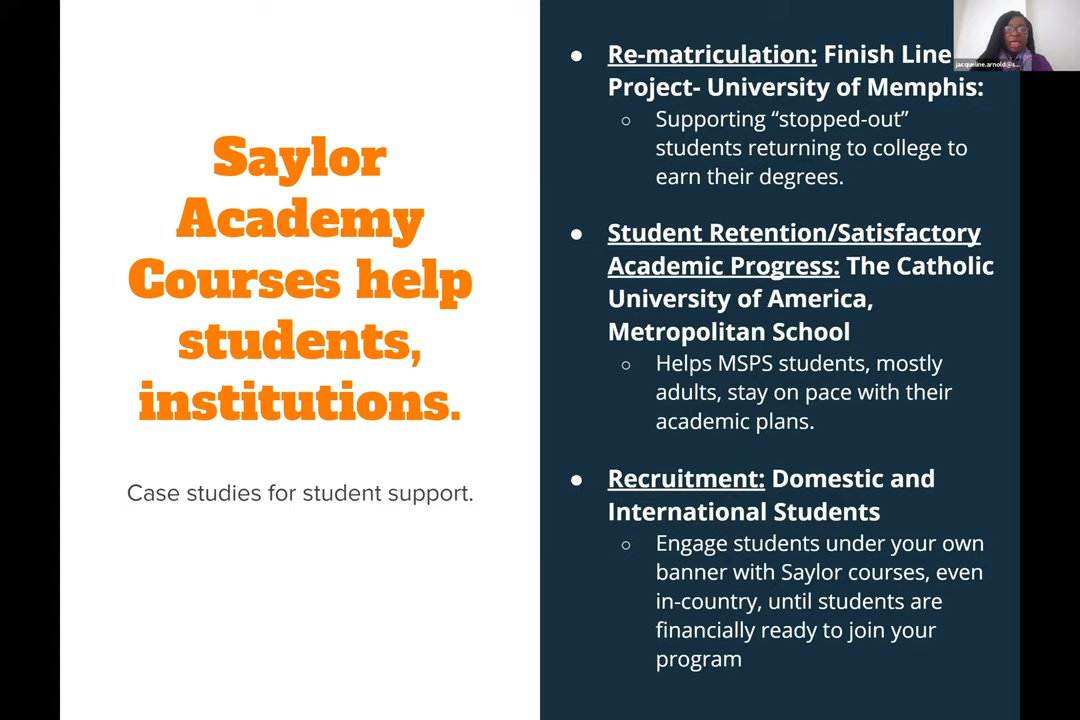 Saylor
Academy
Courses help
students,
institutions.
Case studies for student support.
● Re-matriculation: Finish Line
Project- University of Memphis:
○ Supporting “stopped-out”
students returning to college to
earn their degrees.
● Student Retention/Satisfactory
Academic Progress: The Catholic
University of America,
Metropolitan School
○ Helps MSPS students, mostly
adults, stay on pace with their
academic plans.
● Recruitment: Domestic and
International Students
○ Engage students under your own
banner with Saylor courses, even
in-country, until students are
financially ready to join your
program
jacqueline.arnold@s...